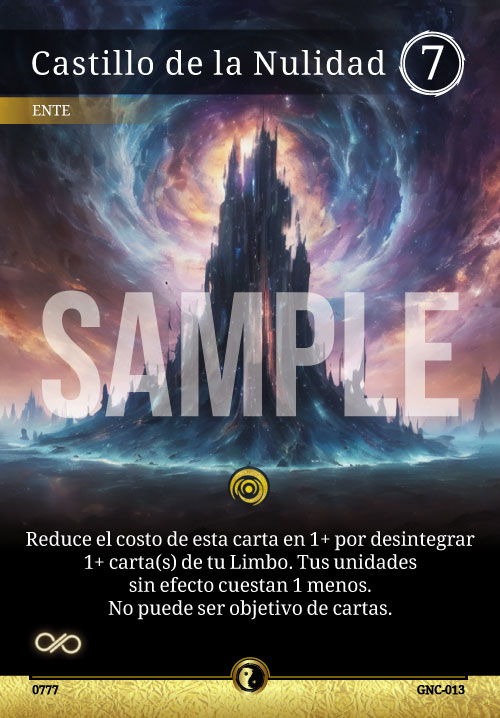 Castillo de la Nulidad 7
ENTE
SAMPLE
Reduce el costo de esta carta en 1+ por desintegrar
1+ carta(s) de tu Limbo. Tus unidades
sin efecto cuestan 1 menos.
No puede ser objetivo de cartas.
0777 GNC-013